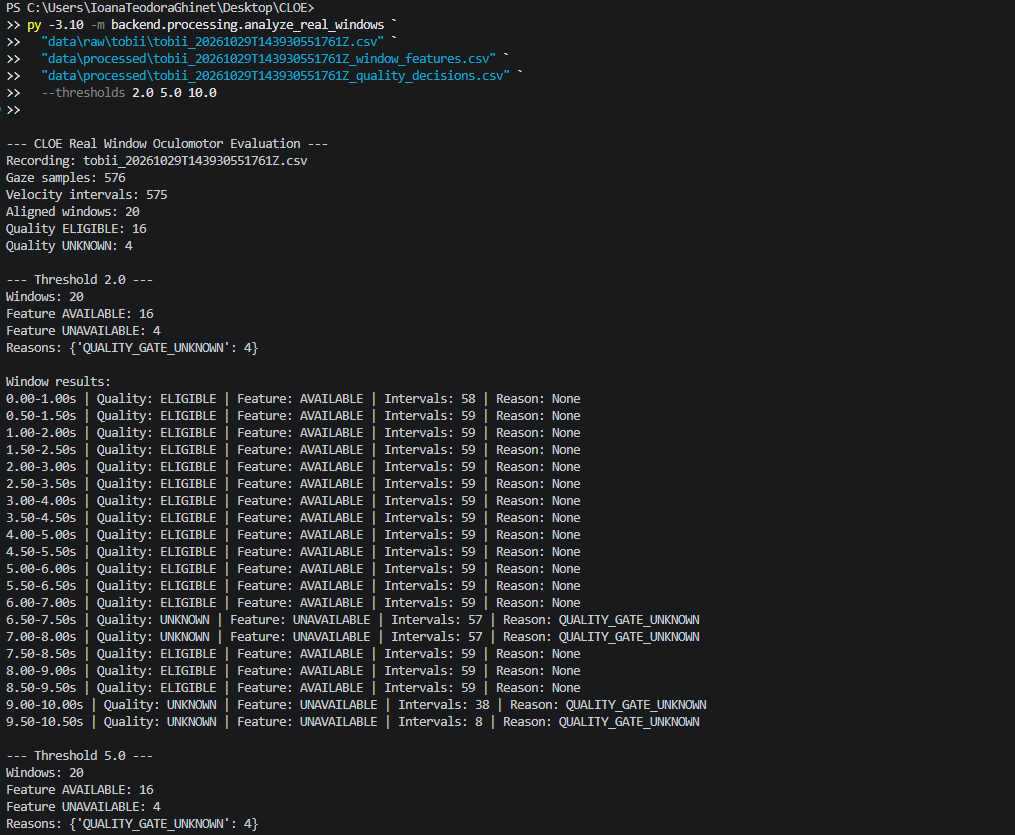 PS C:\Users\IoanaTeodoraGhinet\Desktop\CLOE>
>> py -3.10 -m backend.processing.analyze_real_windows `
>>   "data\raw\tobii\tobii_20261029T143930551761Z.csv" `
>>   "data\processed\tobii_20261029T143930551761Z_window_features.csv" `
>>   "data\processed\tobii_20261029T143930551761Z_quality_decisions.csv" `
>>   --thresholds 2.0 5.0 10.0
>>
--- CLOE Real Window Oculomotor Evaluation ---
Recording: tobii_20261029T143930551761Z.csv
Gaze samples: 576
Velocity intervals: 575
Aligned windows: 20
Quality ELIGIBLE: 16
Quality UNKNOWN: 4
--- Threshold 2.0 ---
Windows: 20
Feature AVAILABLE: 16
Feature UNAVAILABLE: 4
Reasons: {'QUALITY_GATE_UNKNOWN': 4}
Window results:
0.00-1.00s | Quality: ELIGIBLE | Feature: AVAILABLE | Intervals: 58 | Reason: None
0.50-1.50s | Quality: ELIGIBLE | Feature: AVAILABLE | Intervals: 59 | Reason: None
1.00-2.00s | Quality: ELIGIBLE | Feature: AVAILABLE | Intervals: 59 | Reason: None
1.50-2.50s | Quality: ELIGIBLE | Feature: AVAILABLE | Intervals: 59 | Reason: None
2.00-3.00s | Quality: ELIGIBLE | Feature: AVAILABLE | Intervals: 59 | Reason: None
2.50-3.50s | Quality: ELIGIBLE | Feature: AVAILABLE | Intervals: 59 | Reason: None
3.00-4.00s | Quality: ELIGIBLE | Feature: AVAILABLE | Intervals: 59 | Reason: None
3.50-4.50s | Quality: ELIGIBLE | Feature: AVAILABLE | Intervals: 59 | Reason: None
4.00-5.00s | Quality: ELIGIBLE | Feature: AVAILABLE | Intervals: 59 | Reason: None
4.50-5.50s | Quality: ELIGIBLE | Feature: AVAILABLE | Intervals: 59 | Reason: None
5.00-6.00s | Quality: ELIGIBLE | Feature: AVAILABLE | Intervals: 59 | Reason: None
5.50-6.50s | Quality: ELIGIBLE | Feature: AVAILABLE | Intervals: 59 | Reason: None
6.00-7.00s | Quality: ELIGIBLE | Feature: AVAILABLE | Intervals: 59 | Reason: None
6.50-7.50s | Quality: UNKNOWN | Feature: UNAVAILABLE | Intervals: 57 | Reason: QUALITY_GATE_UNKNOWN
7.00-8.00s | Quality: UNKNOWN | Feature: UNAVAILABLE | Intervals: 57 | Reason: QUALITY_GATE_UNKNOWN
7.50-8.50s | Quality: ELIGIBLE | Feature: AVAILABLE | Intervals: 59 | Reason: None
8.00-9.00s | Quality: ELIGIBLE | Feature: AVAILABLE | Intervals: 59 | Reason: None
8.50-9.50s | Quality: ELIGIBLE | Feature: AVAILABLE | Intervals: 59 | Reason: None
9.00-10.00s | Quality: UNKNOWN | Feature: UNAVAILABLE | Intervals: 38 | Reason: QUALITY_GATE_UNKNOWN
9.50-10.50s | Quality: UNKNOWN | Feature: UNAVAILABLE | Intervals: 8 | Reason: QUALITY_GATE_UNKNOWN
--- Threshold 5.0 ---
Windows: 20
Feature AVAILABLE: 16
Feature UNAVAILABLE: 4
Reasons: {'QUALITY_GATE_UNKNOWN': 4}